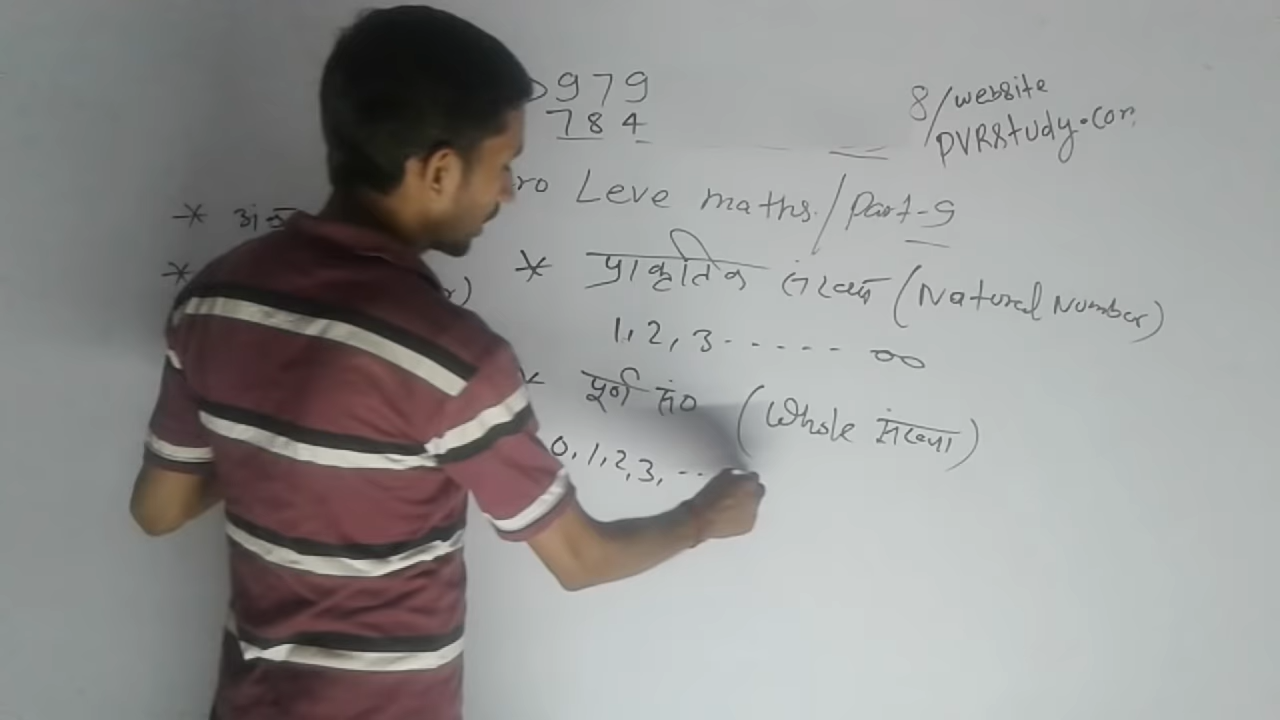 979
784
8/website
PVRStudy.com
ro Leve maths/Part-9
* अं
* प्राकृतिक संख्या (Natural Number)
1, 2, 3 - - - - - - ∞
* पूर्ण सं० (Whole संख्या)
0, 1, 2, 3, - - -